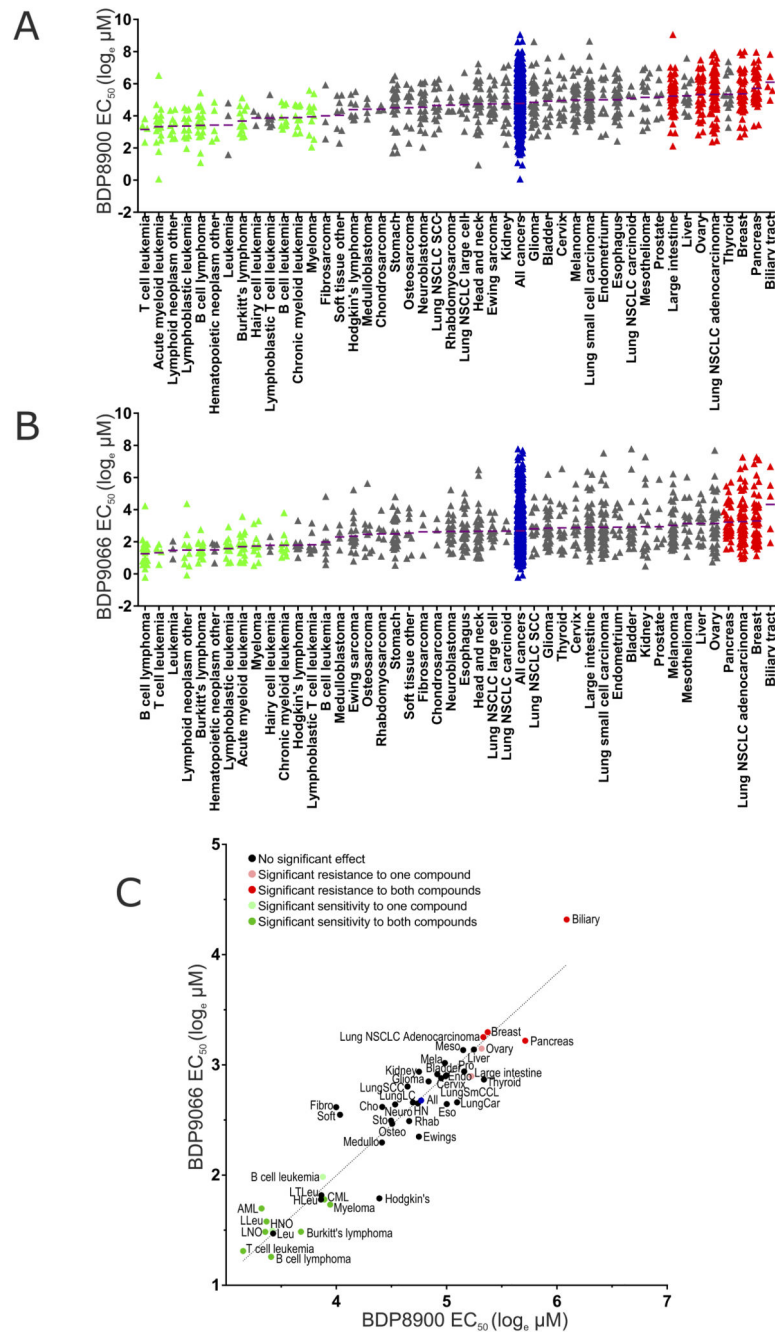 A
BDP8900 EC50 (loge µM)
10
8
6
4
2
0
-2
T cell leukemia
Acute myeloid leukemia
Lymphoid neoplasm other
Lymphoblastic leukemia
B cell lymphoma
Hematopoietic neoplasm other
Leukemia
Burkitt's lymphoma
Hairy cell leukemia
Lymphoblastic T cell leukemia
B cell leukemia
Chronic myeloid leukemia
Myeloma
Fibrosarcoma
Soft tissue other
Hodgkin's lymphoma
Medulloblastoma
Chondrosarcoma
Stomach
Osteosarcoma
Neuroblastoma
Lung NSCLC SCC
Rhabdomyosarcoma
Lung NSCLC large cell
Head and neck
Ewing sarcoma
Kidney
All cancers
Glioma
Bladder
Cervix
Melanoma
Lung small cell carcinoma
Endometrium
Esophagus
Lung NSCLC carcinoid
Mesothelioma
Prostate
Large intestine
Liver
Ovary
Lung NSCLC adenocarcinoma
Thyroid
Breast
Pancreas
Biliary tract
B
BDP9066 EC50 (loge µM)
10
8
6
4
2
0
-2
B cell lymphoma
T cell leukemia
Leukemia
Lymphoid neoplasm other
Burkitt's lymphoma
Hematopoietic neoplasm other
Lymphoblastic leukemia
Acute myeloid leukemia
Myeloma
Hairy cell leukemia
Chronic myeloid leukemia
Hodgkin's lymphoma
Lymphoblastic T cell leukemia
B cell leukemia
Medulloblastoma
Ewing sarcoma
Osteosarcoma
Rhabdomyosarcoma
Stomach
Soft tissue other
Fibrosarcoma
Chondrosarcoma
Neuroblastoma
Esophagus
Head and neck
Lung NSCLC large cell
Lung NSCLC carcinoid
All cancers
Lung NSCLC SCC
Glioma
Thyroid
Cervix
Large intestine
Lung small cell carcinoma
Endometrium
Bladder
Kidney
Prostate
Melanoma
Mesothelioma
Liver
Ovary
Pancreas
Lung NSCLC adenocarcinoma
Breast
Biliary tract
C
No significant effect
Significant resistance to one compound
Significant resistance to both compounds
Significant sensitivity to one compound
Significant sensitivity to both compounds
BDP9066 EC50 (loge µM)
5
4
3
2
1
Biliary
Breast
Lung NSCLC Adenocarcinoma
Pancreas
Meso
Ovary
Liver
Mela
Bladder
Pro
Kidney
Endo
Large intestine
Glioma
Cervix
Thyroid
LungSCC
LungSmCCL
LungLC
All
LungCar
Fibro
Cho
Neuro
HN
Eso
Soft
Sto
Rhab
Osteo
Medullo
Ewings
B cell leukemia
LTLeu
CML
HLeu
Myeloma
Hodgkin's
AML
LLeu
HNO
LNO
Leu
Burkitt's lymphoma
T cell leukemia
B cell lymphoma
4
5
6
7
BDP8900 EC50 (loge µM)